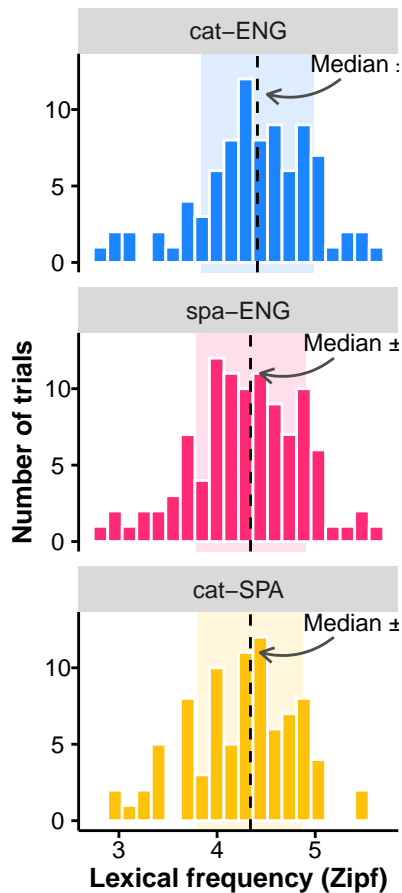 cat−ENG
Median ±
10
5
0
spa−ENG
Median ±
10
5
0
Number of trials
cat−SPA
Median ±
10
5
0
3 4 5
Lexical frequency (Zipf)